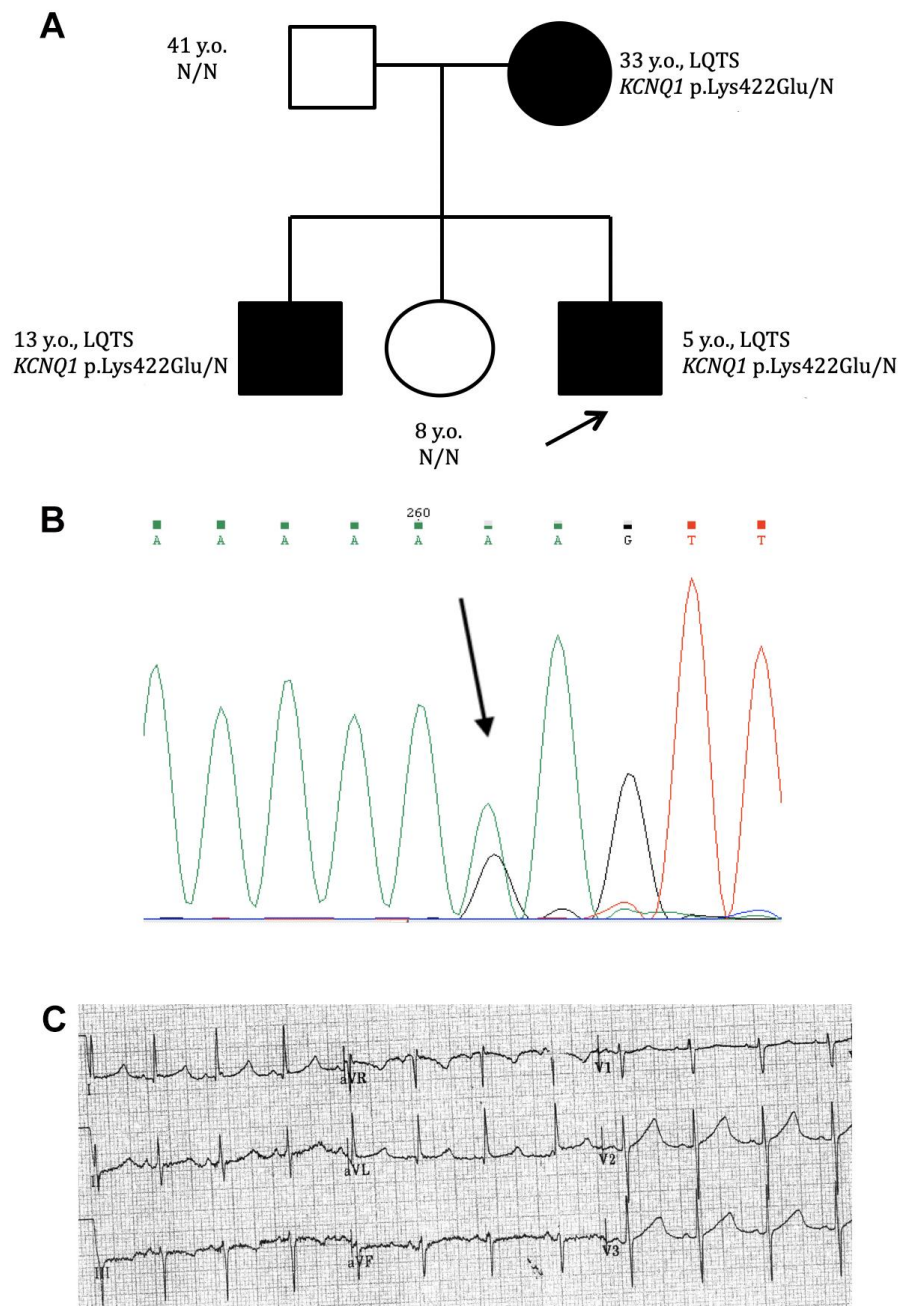 A
41 y.o.
N/N
33 y.o., LQTS
KCNQ1 p.Lys422Glu/N
13 y.o., LQTS
KCNQ1 p.Lys422Glu/N
8 y.o.
N/N
5 y.o., LQTS
KCNQ1 p.Lys422Glu/N
B
260
A A A A A A A G T T
C
I aVR V1
aVL V2
III aVF V3